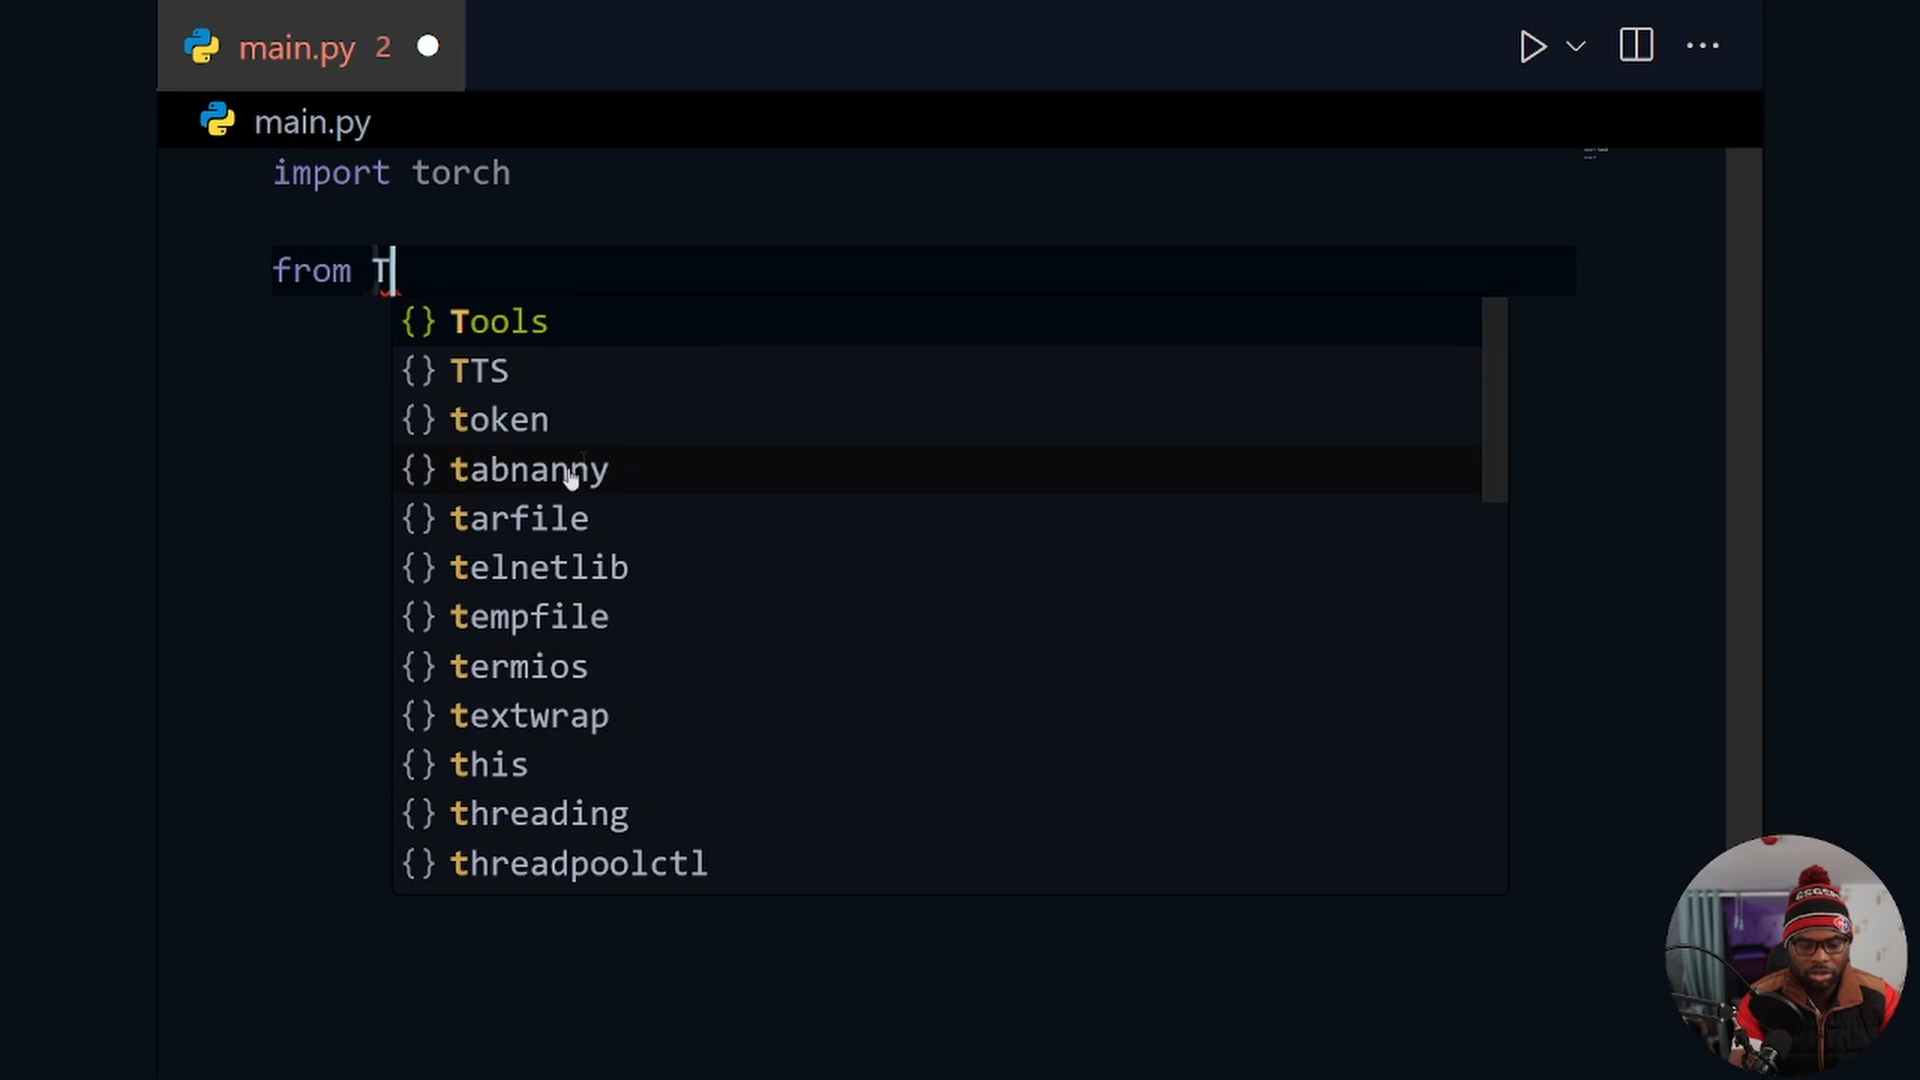 main.py 2
main.py
import torch
from T
{} Tools
{} TTS
{} token
{} tabnanny
{} tarfile
{} telnetlib
{} tempfile
{} termios
{} textwrap
{} this
{} threading
{} threadpoolctl